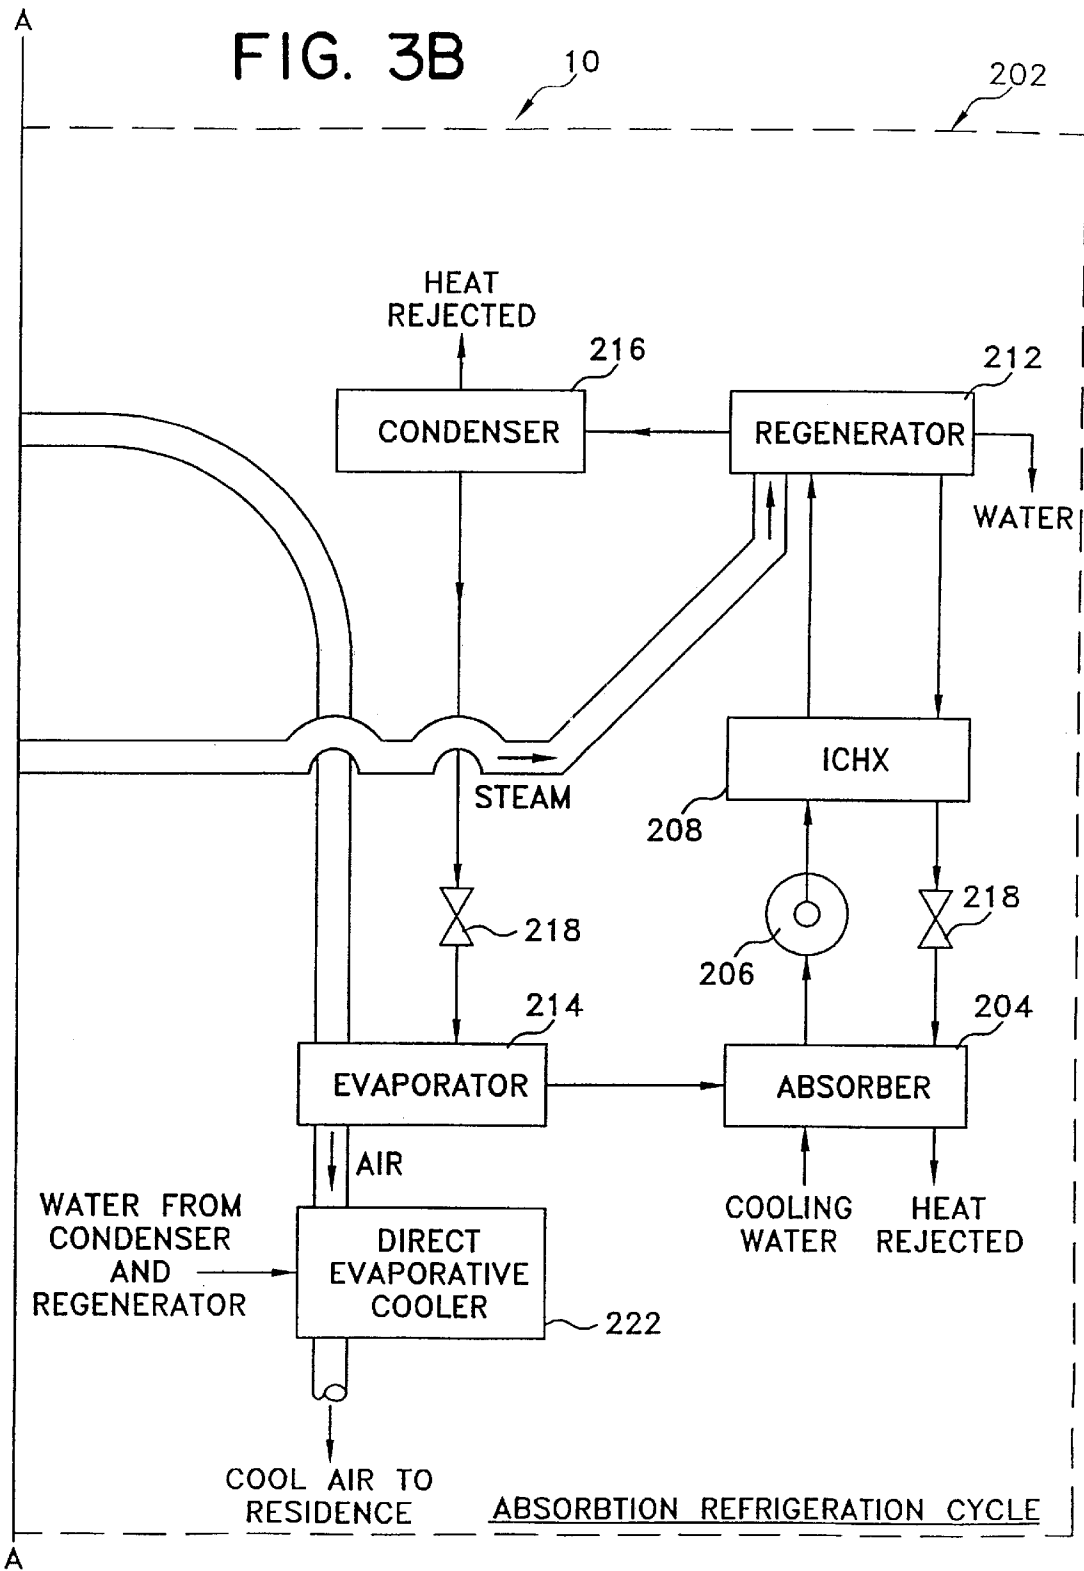 A
FIG. 3B
10
202
HEAT
REJECTED
216
212
CONDENSER
REGENERATOR
WATER
ICHX
STEAM
208
218
206
218
214
204
EVAPORATOR
ABSORBER
AIR
WATER FROM
CONDENSER
AND
REGENERATOR
COOLING
WATER
HEAT
REJECTED
DIRECT
EVAPORATIVE
COOLER
222
COOL AIR TO
RESIDENCE
ABSORBTION REFRIGERATION CYCLE
A